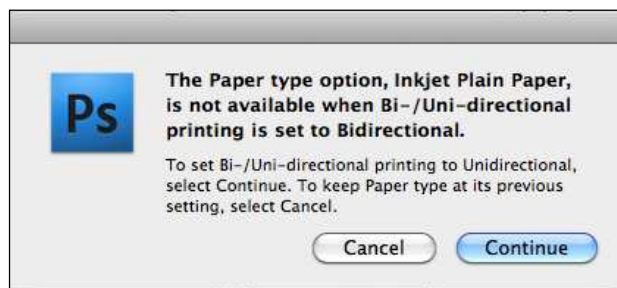 Ps
The Paper type option, Inkjet Plain Paper,
is not available when Bi-/Uni-directional
printing is set to Bidirectional.
To set Bi-/Uni-directional printing to Unidirectional,
select Continue. To keep Paper type at its previous
setting, select Cancel.
Cancel Continue